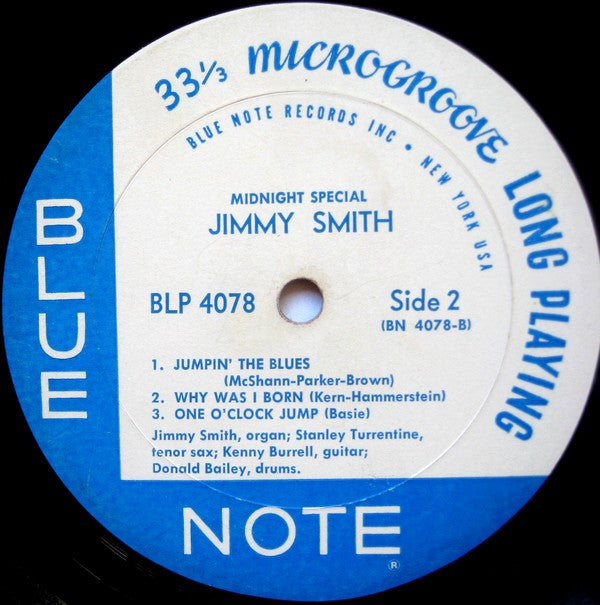 33⅓ MICROGROOVE LONG PLAYING
BLUE NOTE RECORDS INC • NEW YORK USA
MIDNIGHT SPECIAL
JIMMY SMITH
BLP 4078
Side 2
(BN 4078-B)
1. JUMPIN' THE BLUES
(McShann-Parker-Brown)
2. WHY WAS I BORN (Kern-Hammerstein)
3. ONE O'CLOCK JUMP (Basie)
Jimmy Smith, organ; Stanley Turrentine,
tenor sax; Kenny Burrell, guitar;
Donald Bailey, drums.
BLUE
NOTE
®